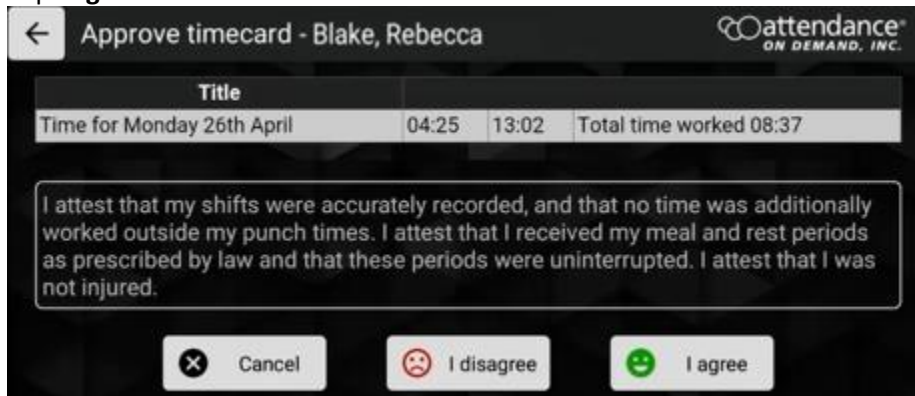 Approve timecard - Blake, Rebecca
attendance®
ON DEMAND, INC.
Title
Time for Monday 26th April 04:25 13:02 Total time worked 08:37
I attest that my shifts were accurately recorded, and that no time was additionally
worked outside my punch times. I attest that I received my meal and rest periods
as prescribed by law and that these periods were uninterrupted. I attest that I was
not injured.
Cancel I disagree I agree